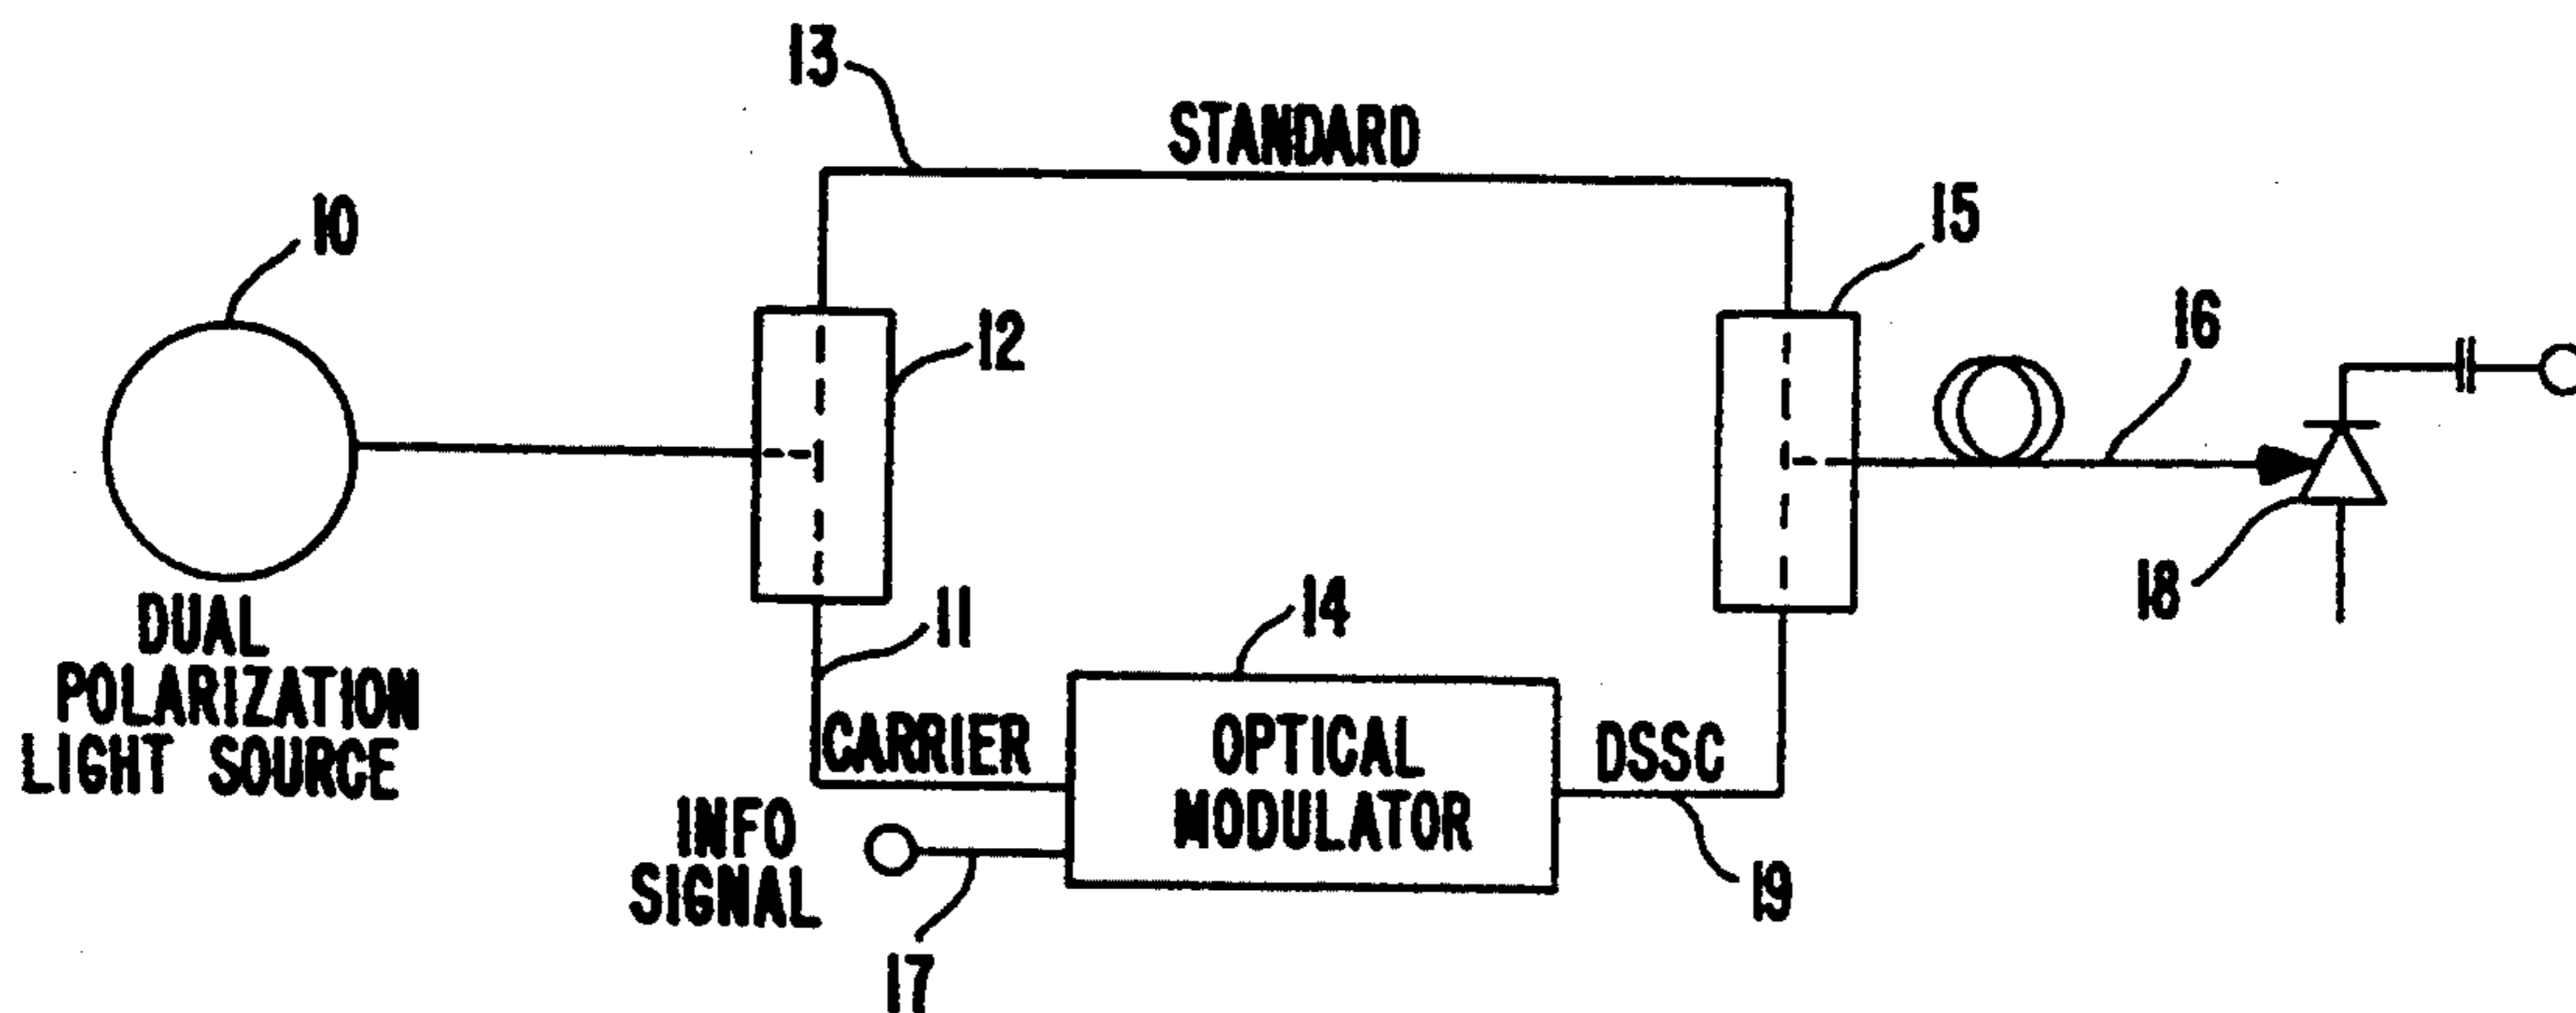 13
STANDARD
10
15
16
12
11
14
18
DUAL
POLARIZATION
LIGHT SOURCE
CARRIER
OPTICAL
MODULATOR
DSSC
INFO
SIGNAL
17
19